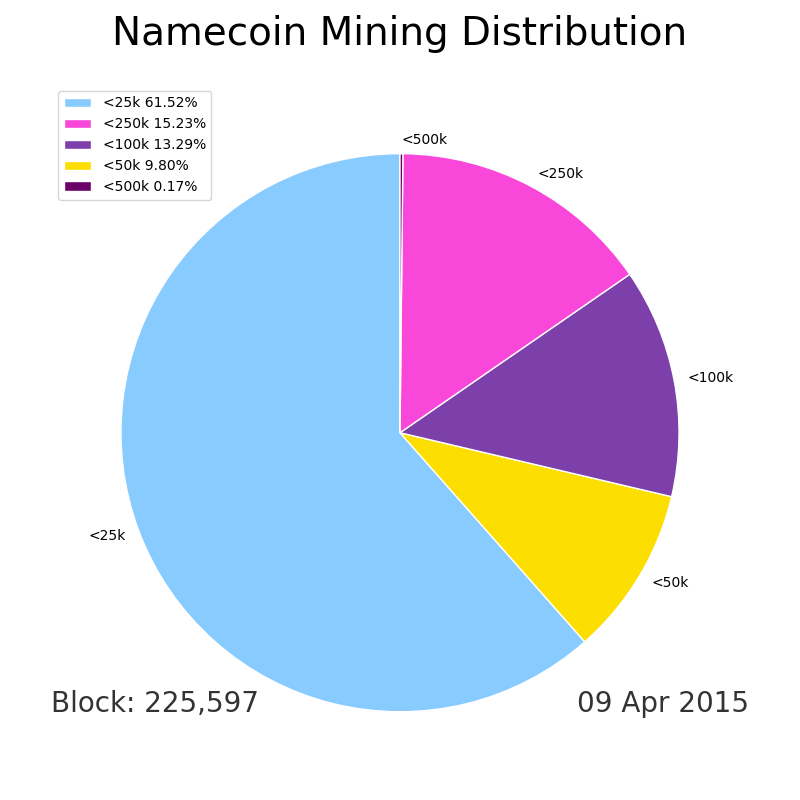 Namecoin Mining Distribution
<25k 61.52%
<250k 15.23%
<100k 13.29%
<50k 9.80%
<500k 0.17%
<500k
<250k
<100k
<25k
<50k
Block: 225,597
09 Apr 2015